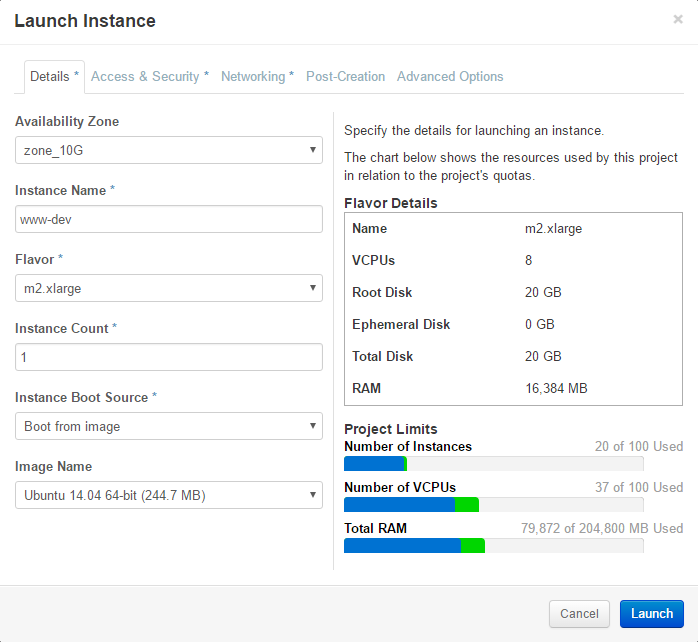 Launch Instance ×
Details * Access & Security * Networking * Post-Creation Advanced Options
Availability Zone
zone_10G
Instance Name *
www-dev
Flavor *
m2.xlarge
Instance Count *
1
Instance Boot Source *
Boot from image
Image Name
Ubuntu 14.04 64-bit (244.7 MB)
Specify the details for launching an instance.
The chart below shows the resources used by this project
in relation to the project's quotas.
Flavor Details
Name m2.xlarge
VCPUs 8
Root Disk 20 GB
Ephemeral Disk 0 GB
Total Disk 20 GB
RAM 16,384 MB
Project Limits
Number of Instances 20 of 100 Used
Number of VCPUs 37 of 100 Used
Total RAM 79,872 of 204,800 MB Used
Cancel Launch